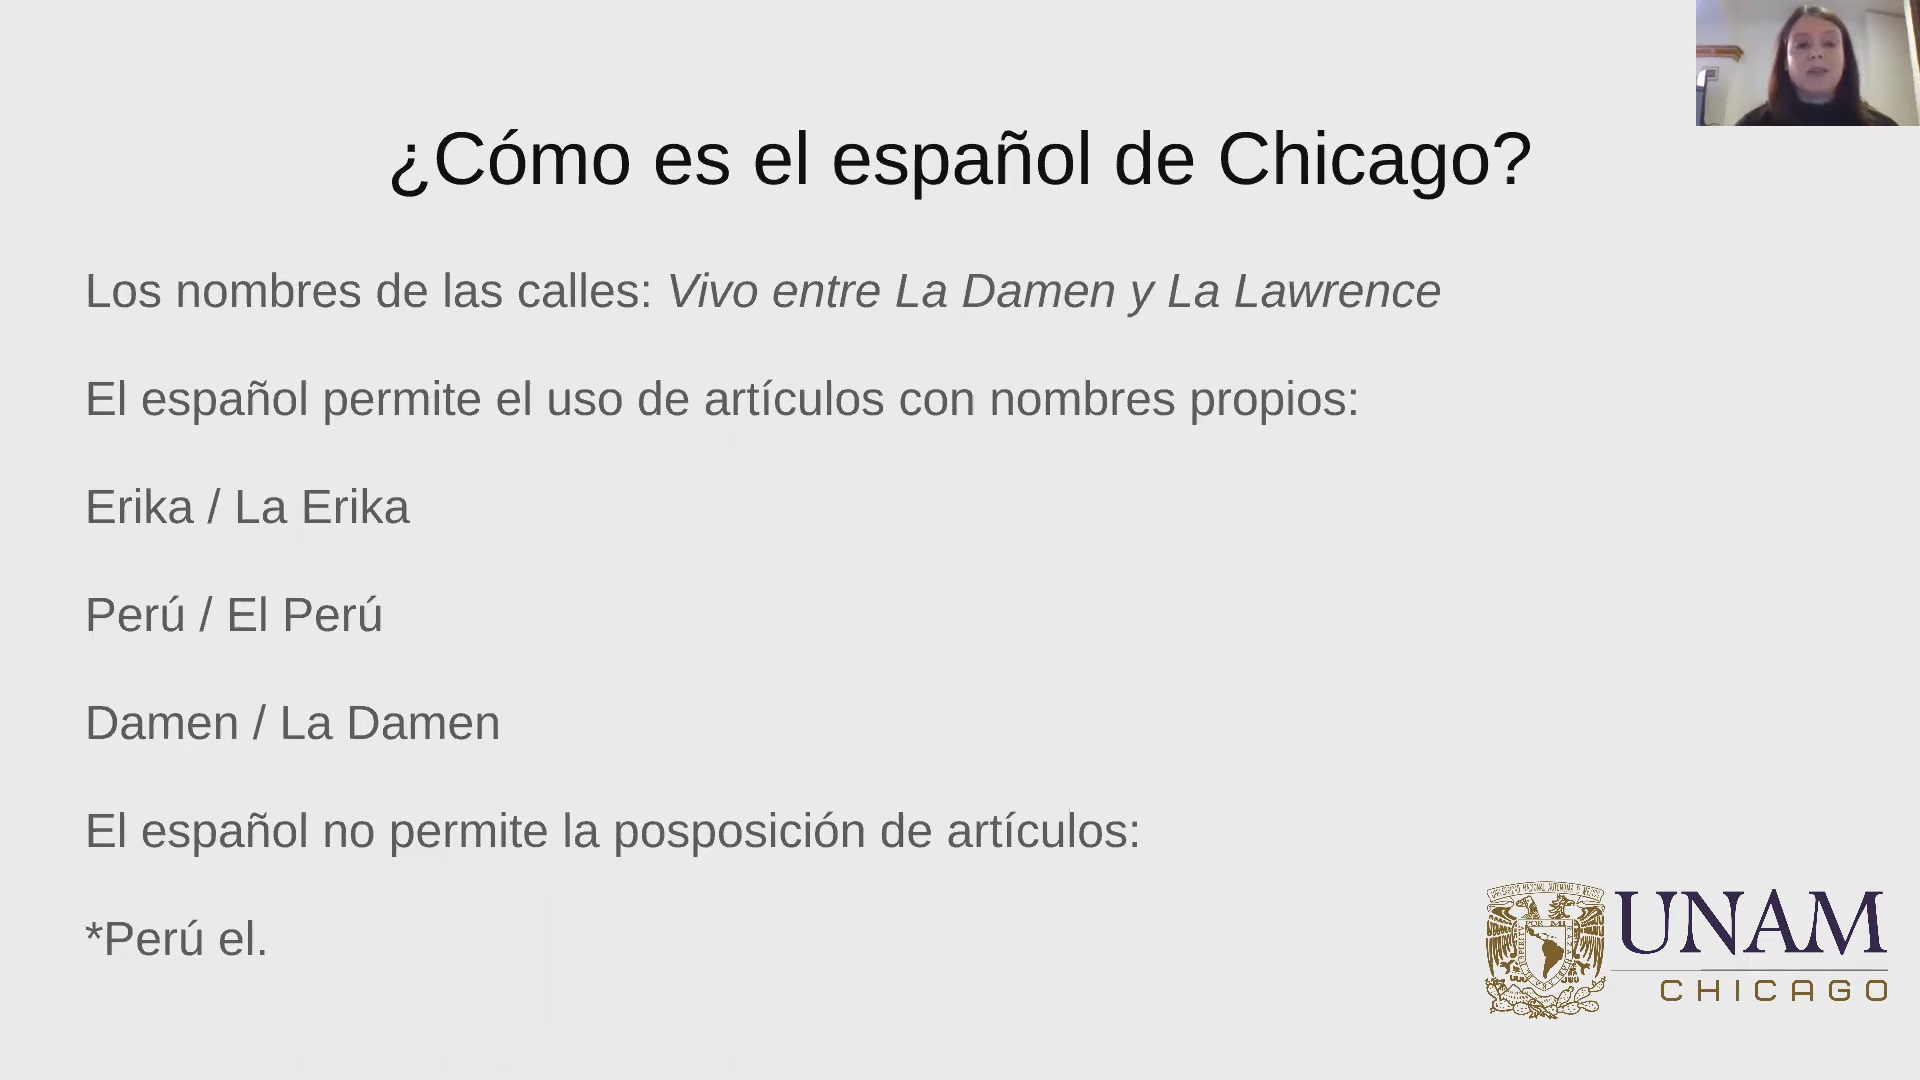 ¿Cómo es el español de Chicago?
Los nombres de las calles: Vivo entre La Damen y La Lawrence
El español permite el uso de artículos con nombres propios:
Erika / La Erika
Perú / El Perú
Damen / La Damen
El español no permite la posposición de artículos:
*Perú el.
UNAM
CHICAGO